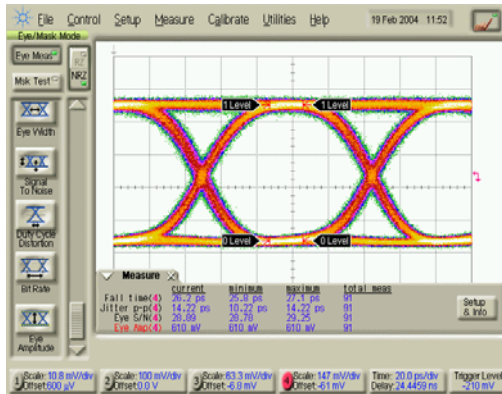 File Control Setup Measure Calibrate Utilities Help 19 Feb 2004 11:52
Eye/Mask Mode
Eye Meas
RZ
NRZ
Msk Test
Eye Width
Signal To Noise
Duty Cycle Distortion
Bit Rate
Eye Amplitude
1 Level 1 Level
0 Level 0 Level
Measure
current minimum maximum total meas
Fall time(4) 26.2 ps 25.8 ps 27.1 ps 91
Jitter p-p(4) 14.22 ps 10.22 ps 14.22 ps 91
Eye S/N(4) 28.89 28.78 29.25 91
Eye Amp(4) 610 mV 610 mV 610 mV 91
Setup & Info
1 Scale:10.8 mV/div Offset:600 µV
2 Scale:100 mV/div Offset:0.0 V
3 Scale:63.3 mV/div Offset:-6.8 mV
4 Scale:147 mV/div Offset:-61 mV
Time: 20.0 ps/div Delay:24.4459 ns
Trigger Level -210 mV